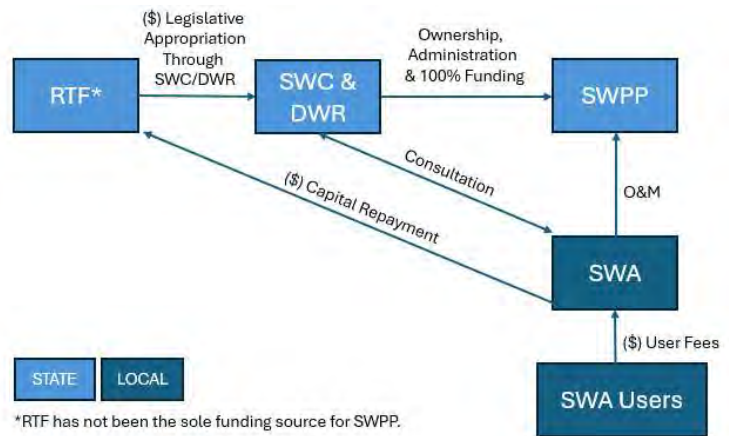 ($) Legislative
Appropriation
Through
SWC/DWR
Ownership,
Administration
& 100% Funding
RTF*
SWC &
DWR
SWPP
Consultation
($) Capital Repayment
O&M
SWA
($) User Fees
SWA Users
STATE
LOCAL
*RTF has not been the sole funding source for SWPP.